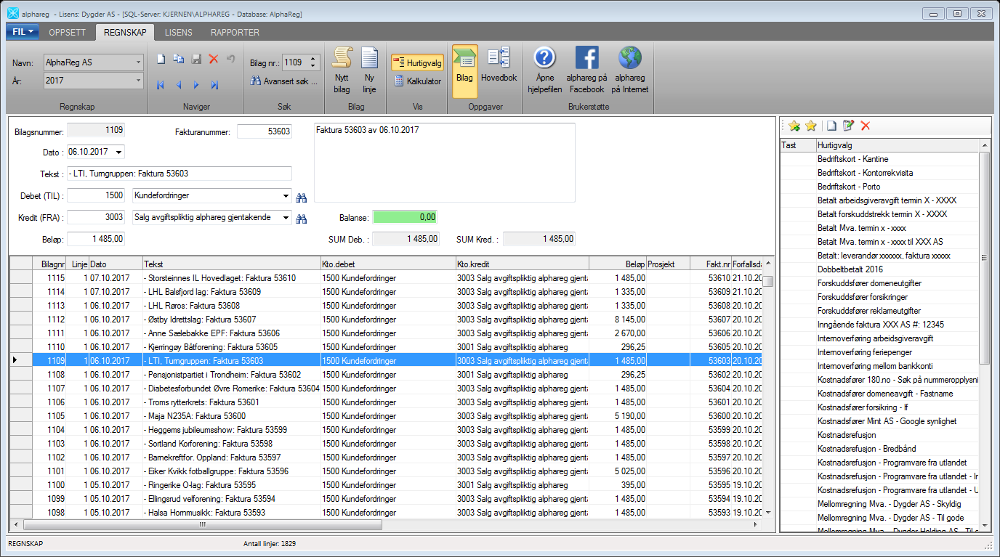 alphareg - Lisens: Dygder AS - [SQL-Server: KJERNEN\ALPHAREG - Database: AlphaReg]
FIL OPPSETT REGNSKAP LISENS RAPPORTER
Navn: AlphaReg AS
År: 2017
Regnskap
Naviger
Bilag nr.: 1109
Avansert søk ...
Søk
Nytt bilag
Ny linje
Bilag
Hurtigvalg
Kalkulator
Vis
Bilag
Hovedbok
Oppgaver
Åpne hjelpefilen
alphareg på Facebook
alphareg på Internet
Brukerstøtte
Bilagsnummer: 1109 Fakturanummer: 53603 Faktura 53603 av 06.10.2017
Dato : 06.10.2017
Tekst : - LTI, Turngruppen: Faktura 53603
Debet (TIL) : 1500 Kundefordringer
Kredit (FRA) : 3003 Salg avgiftspliktig alphareg gjentakende Balanse: 0,00
Beløp: 1 485,00 SUM Deb. : 1 485,00 SUM Kred. : 1 485,00
Bilagnr Linje Dato Tekst Kto.debet Kto.kredit Beløp Prosjekt Fakt.nr Forfallsda
1115 1 07.10.2017 - Storsteinnes IL Hovedlaget: Faktura 53610 1500 Kundefordringer 3003 Salg avgiftspliktig alphareg gjenta 1 485,00 53610 21.10.20
1114 1 07.10.2017 - LHL Balsfjord lag: Faktura 53609 1500 Kundefordringer 3003 Salg avgiftspliktig alphareg gjenta 1 335,00 53609 21.10.20
1113 1 06.10.2017 - LHL Røros: Faktura 53608 1500 Kundefordringer 3003 Salg avgiftspliktig alphareg gjenta 1 335,00 53608 20.10.20
1112 1 06.10.2017 - Østby Idrettslag: Faktura 53607 1500 Kundefordringer 3003 Salg avgiftspliktig alphareg gjenta 8 145,00 53607 20.10.20
1111 1 06.10.2017 - Anne Sælebakke EPF: Faktura 53606 1500 Kundefordringer 3003 Salg avgiftspliktig alphareg gjenta 2 670,00 53606 20.10.20
1110 1 06.10.2017 - Kjerringøy Båtforening: Faktura 53605 1500 Kundefordringer 3001 Salg avgiftspliktig alphareg 296,25 53605 20.10.20
1109 1 06.10.2017 - LTI, Turngruppen: Faktura 53603 1500 Kundefordringer 3003 Salg avgiftspliktig alphareg gjenta 1 485,00 53603 20.10.20
1108 1 06.10.2017 - Pensjonistpartiet i Trondheim: Faktura 53602 1500 Kundefordringer 3001 Salg avgiftspliktig alphareg 296,25 53602 20.10.20
1107 1 06.10.2017 - Diabetesforbundet Øvre Romerike: Faktura 53604 1500 Kundefordringer 3003 Salg avgiftspliktig alphareg gjenta 1 485,00 53604 20.10.20
1106 1 06.10.2017 - Troms rytterkrets: Faktura 53601 1500 Kundefordringer 3003 Salg avgiftspliktig alphareg gjenta 1 485,00 53601 20.10.20
1105 1 06.10.2017 - Maja N235A: Faktura 53600 1500 Kundefordringer 3003 Salg avgiftspliktig alphareg gjenta 5 190,00 53600 20.10.20
1104 1 06.10.2017 - Heggems jubileumsshow: Faktura 53599 1500 Kundefordringer 3003 Salg avgiftspliktig alphareg gjenta 1 485,00 53599 20.10.20
1103 1 06.10.2017 - Sortland Korforening: Faktura 53598 1500 Kundefordringer 3003 Salg avgiftspliktig alphareg gjenta 1 485,00 53598 20.10.20
1102 1 06.10.2017 - Barnekreftfor. Oppland: Faktura 53597 1500 Kundefordringer 3003 Salg avgiftspliktig alphareg gjenta 1 485,00 53597 20.10.20
1101 1 06.10.2017 - Eiker Kvikk fotballgruppe: Faktura 53596 1500 Kundefordringer 3003 Salg avgiftspliktig alphareg gjenta 5 025,00 53596 20.10.20
1100 1 05.10.2017 - Ringerike O-lag: Faktura 53595 1500 Kundefordringer 3001 Salg avgiftspliktig alphareg 395,00 53595 19.10.20
1099 1 05.10.2017 - Ellingsrud velforening: Faktura 53594 1500 Kundefordringer 3003 Salg avgiftspliktig alphareg gjenta 1 485,00 53594 19.10.20
1098 1 05.10.2017 - Halsa Hornmusikk: Faktura 53593 1500 Kundefordringer 3003 Salg avgiftspliktig alphareg gjenta 1 485,00 53593 19.10.20
Tast Hurtigvalg
Bedriftskort - Kantine
Bedriftskort - Kontorrekvisita
Bedriftskort - Porto
Betalt arbeidsgiveravgift termin X - XXXX
Betalt forskuddstrekk termin X - XXXX
Betalt Mva. termin x - xxxx
Betalt Mva. termin x - xxxx til XXX AS
Betalt: leverandør xxxxxx, faktura xxxxx
Dobbeltbetalt 2016
Forskuddsfører domeneutgifter
Forskuddsfører forsikringer
Forskuddsfører reklameutgifter
Inngående faktura XXX AS #: 12345
Internoverføring arbeidsgiveravgift
Internoverføring feriepenger
Internoverføring mellom bankkonti
Kostnadsfører 180.no - Søk på nummeropplysni
Kostnadsfører domeneavgift - Fastname
Kostnadsfører forsikring - If
Kostnadsfører Mint AS - Google synlighet
Kostnadsrefusjon
Kostnadsrefusjon - Bredbånd
Kostnadsrefusjon - Programvare fra utlandet
Kostnadsrefusjon - Programvare fra utlandet - In
Kostnadsrefusjon - Programvare fra utlandet - U
Mellomregning Mva. - Dygder AS - Skyldig
Mellomregning Mva. - Dygder AS - Til gode
Mellomregning Mva. - Dygder Holding AS - Til g
REGNSKAP Antall linjer: 1829